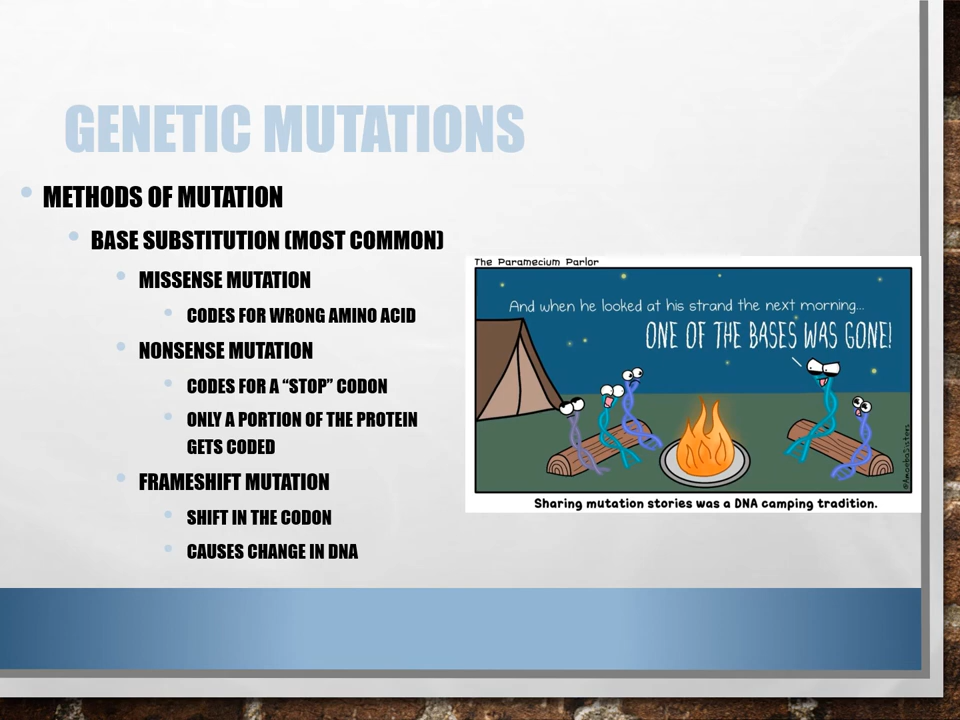 GENETIC MUTATIONS
METHODS OF MUTATION
BASE SUBSTITUTION (MOST COMMON)
MISSENSE MUTATION
CODES FOR WRONG AMINO ACID
NONSENSE MUTATION
CODES FOR A “STOP” CODON
ONLY A PORTION OF THE PROTEIN
GETS CODED
FRAMESHIFT MUTATION
SHIFT IN THE CODON
CAUSES CHANGE IN DNA
The Paramecium Parlor
And when he looked at his strand the next morning...
ONE OF THE BASES WAS GONE!
@AmoebaSisters
Sharing mutation stories was a DNA camping tradition.